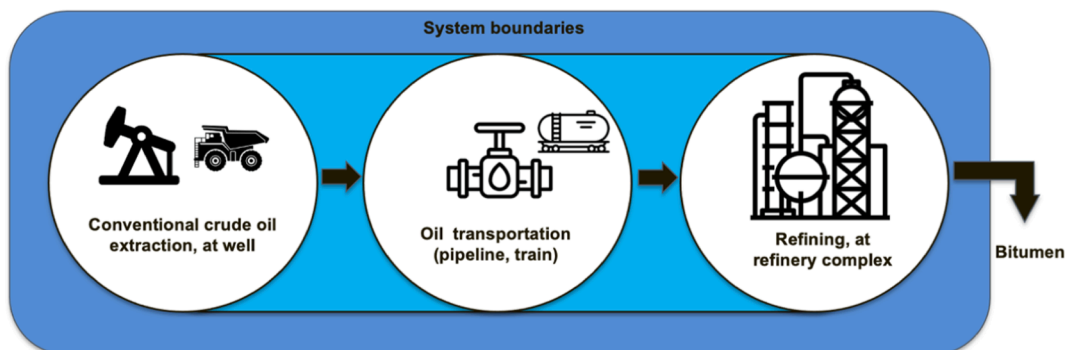 System boundaries
Conventional crude oil
extraction, at well
Oil transportation
(pipeline, train)
Refining, at
refinery complex
Bitumen